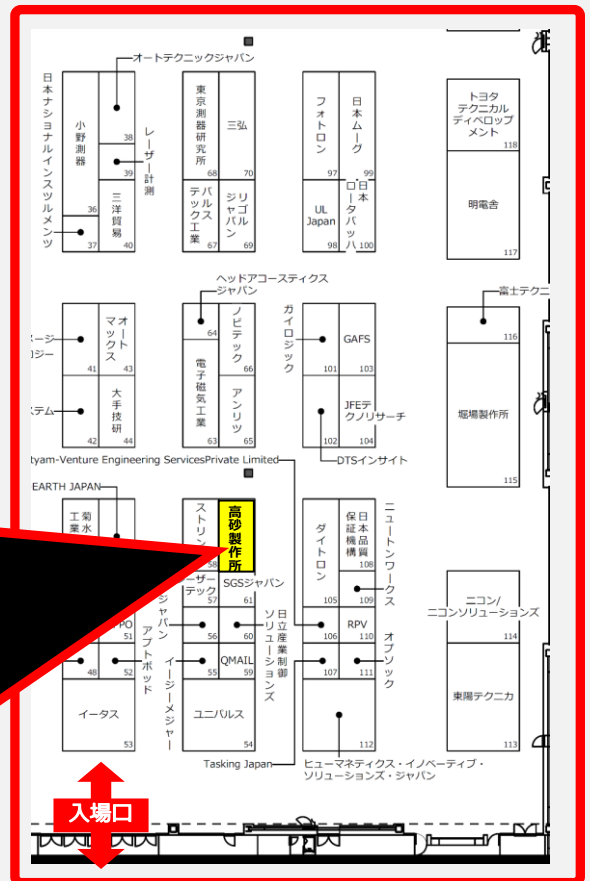 オートテクニックジャパン
日本ナショナルインスツルメンツ
小野測器
36
37
38
39
レーザー計測
三洋貿易
40
東京測器研究所
68
三弘
70
バルステック工業
67
リゴルジャパン
69
フォトロン
97
日本ムーグ
99
UL
Japan
98
日本
ロータバッハ
100
トヨタ
テクニカル
ディベロップ
メント
118
明電舎
117
ヘッドアコースティクス
ジャパン
64
ノビテック
66
電子磁気工業
63
アンリツ
65
ガイロジック
101
GAFS
103
102
JFEテ
クノリサーチ
104
DTSインサイト
富士テクニ
116
堀場製作所
115
メージ
ロジー
41
オートマックス
43
ステム
42
大手技研
44
tyam-Venture Engineering ServicesPrivate Limited
EARTH JAPAN
菊水
工業
ストリン
58
高砂製作所
ーザー
テック
57
SGSジャパン
61
ジャパン
56
60
日立産業制御
ソリューションズ
PO
51
アプトポッド
48
52
イージーメジャー
55
QMAIL
59
イータス
53
ユニバルス
54
ダイトロン
105
日本品質
保証機構
108
ニュートンワークス
109
106
RPV
110
オプソック
107
111
112
Tasking Japan
ヒューマネティクス・イノベーティブ・
ソリューションズ・ジャパン
ニコン/
ニコンソリューションズ
114
東陽テクニカ
113
入場口